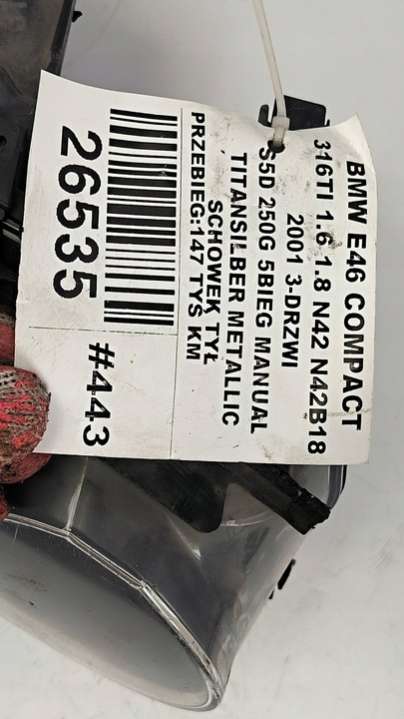 BMW E46 COMPACT
316TI 1.6 1.8 N42 N42B18
2001 3-DRZWI
S5D 250G 5BIEG MANUAL
TITANSILBER METALLIC
SCHOWEK TYŁ
PRZEBIEG:147 TYS KM
26535
#443